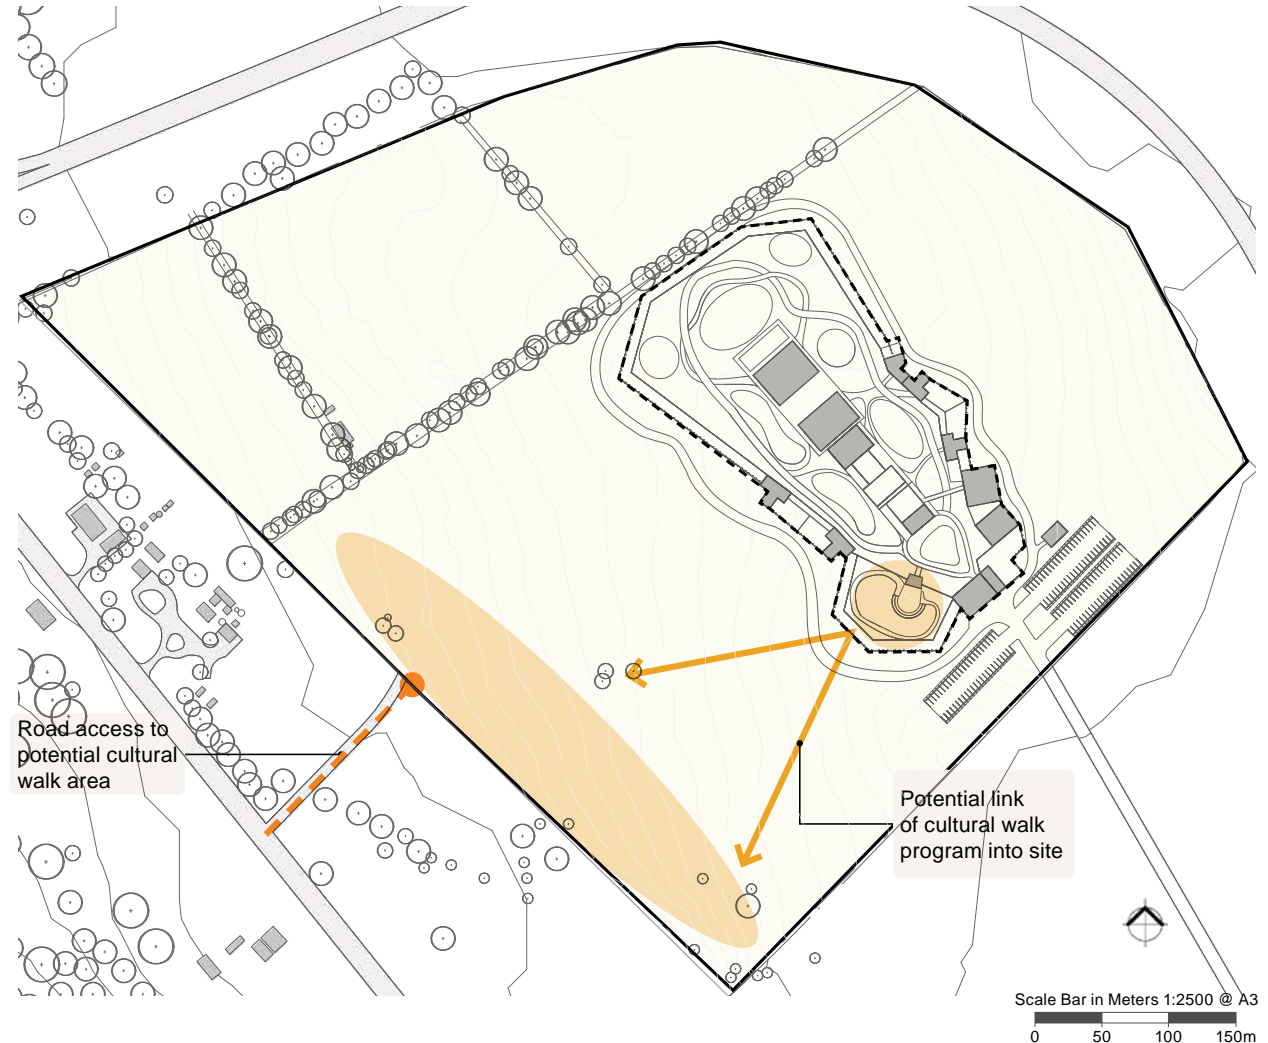 Road access to
potential cultural
walk area
Potential link
of cultural walk
program into site
Scale Bar in Meters 1:2500 @ A3
0 50 100 150m